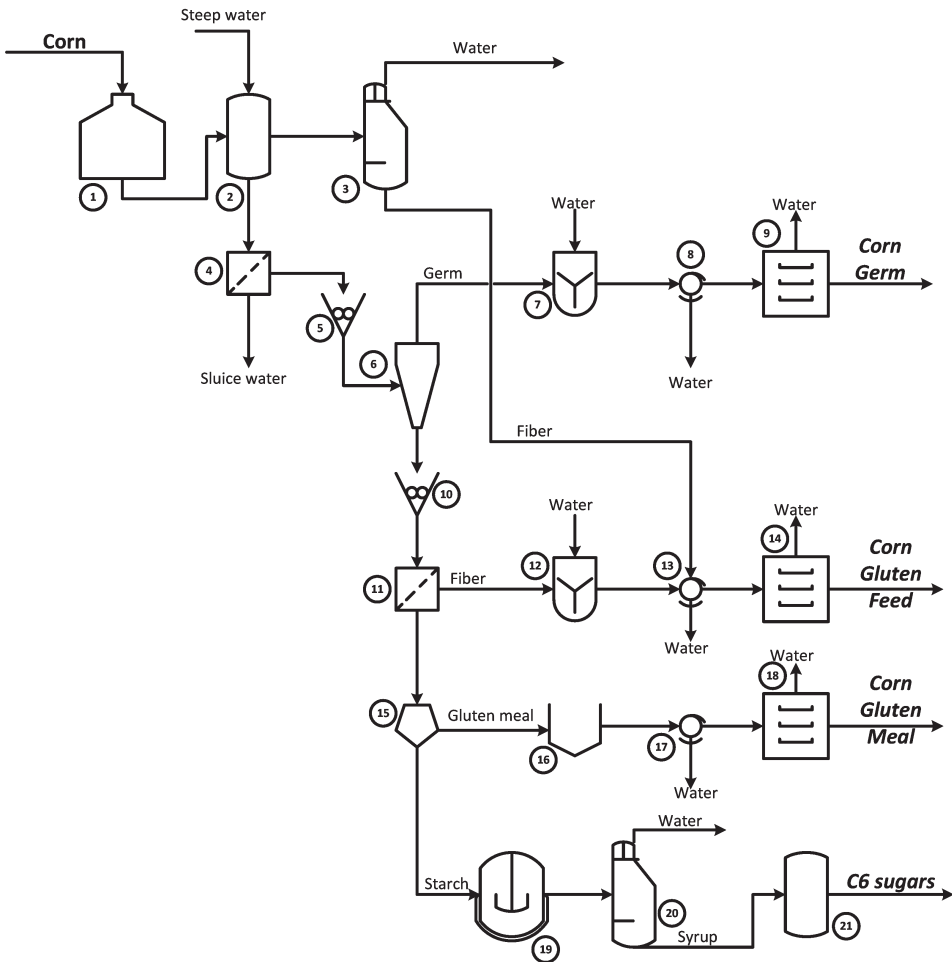 Steep water
Corn
Water
1
2
3
Water
Water
4
Germ
7
8
9
Corn
Germ
5
6
Sluice water
Water
Fiber
10
Water
Water
11
Fiber
12
13
14
Corn
Gluten
Feed
Water
Water
15
Gluten meal
16
17
18
Corn
Gluten
Meal
Water
Water
Starch
19
20
Syrup
C6 sugars
21